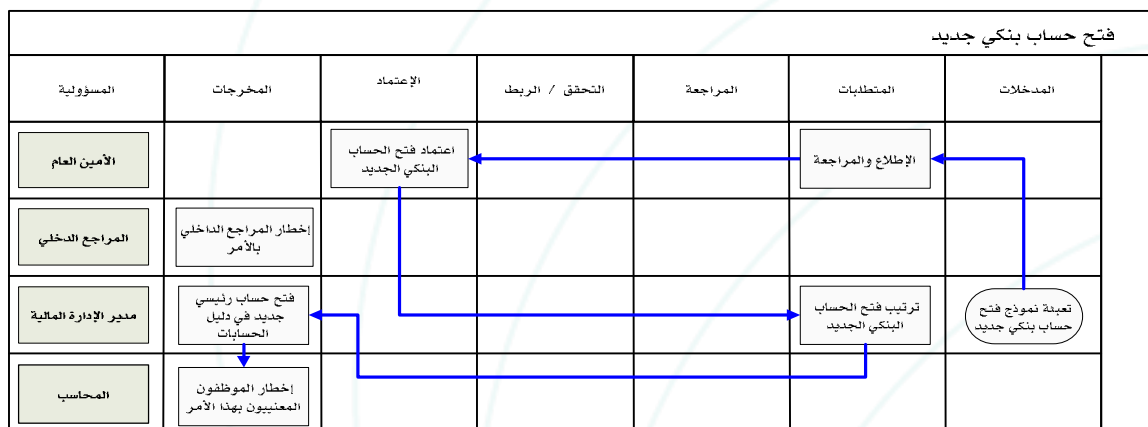 فتح حساب بنكي جديد
المدخلات
المتطلبات
المراجعة
التحقق / الربط
الإعتماد
المخرجات
المسؤولية
الإطلاع والمراجعة
اعتماد فتح الحساب
البنكي الجديد
الأمين العام
إخطار المراجع الداخلي
بالأمر
المراجع الدخلي
تعبئة نموذج فتح
حساب بنكي جديد
ترتيب فتح الحساب
البنكي الجديد
فتح حساب رئيسي
جديد في دليل
الحسابات
مدير الإدارة المالية
إخطار الموظفون
المعنييون بهذا الأمر
المحاسب